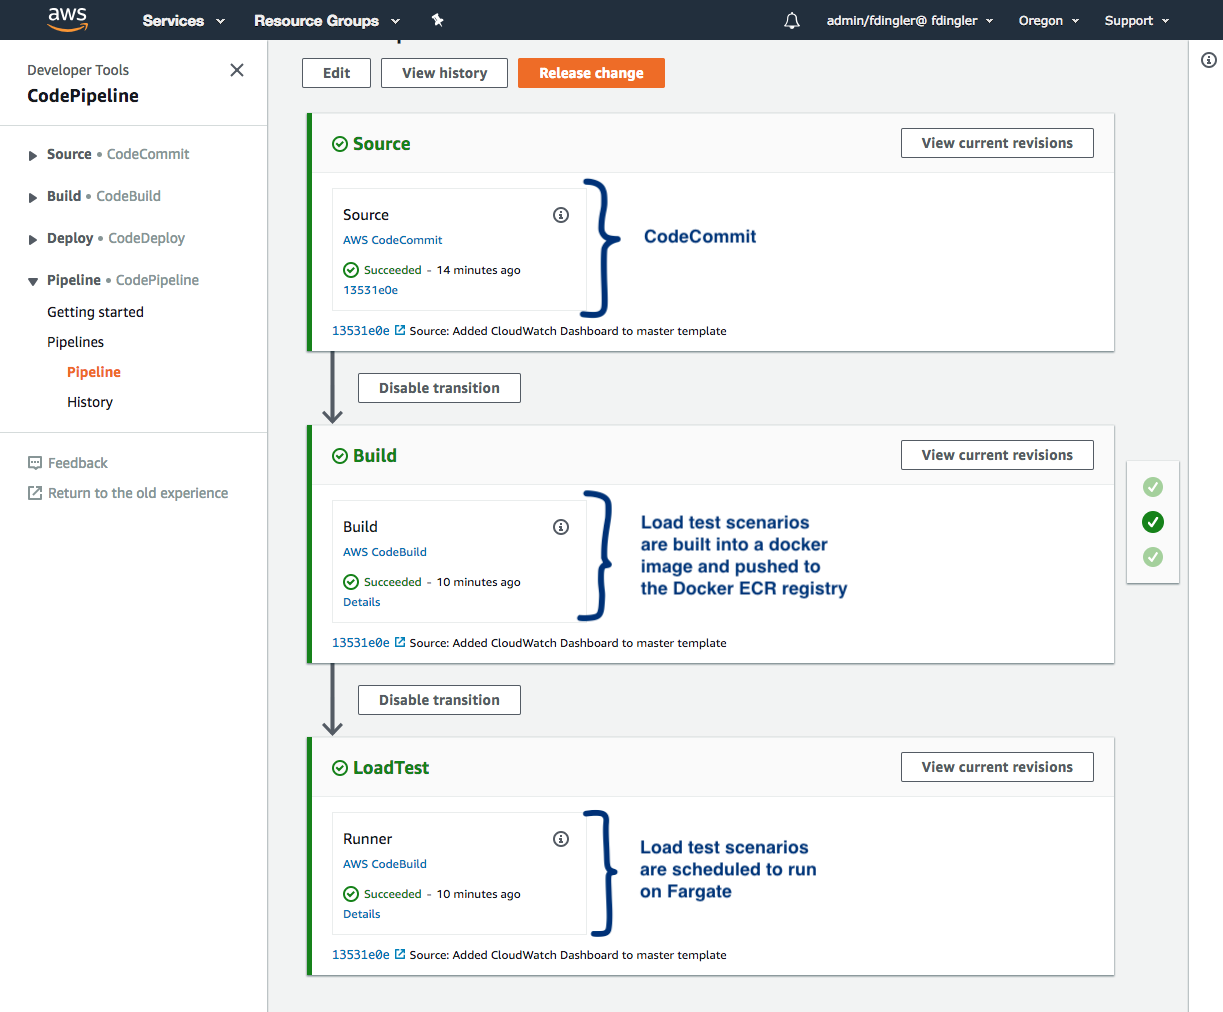 aws
Services
Resource Groups
admin/fdingler@ fdingler
Oregon
Support
Developer Tools
CodePipeline
Source • CodeCommit
Build • CodeBuild
Deploy • CodeDeploy
Pipeline • CodePipeline
Getting started
Pipelines
Pipeline
History
Feedback
Return to the old experience
Edit
View history
Release change
Source
View current revisions
Source
AWS CodeCommit
Succeeded - 14 minutes ago
13531e0e
CodeCommit
13531e0e Source: Added CloudWatch Dashboard to master template
Disable transition
Build
View current revisions
Build
AWS CodeBuild
Succeeded - 10 minutes ago
Details
Load test scenarios
are built into a docker
image and pushed to
the Docker ECR registry
13531e0e Source: Added CloudWatch Dashboard to master template
Disable transition
LoadTest
View current revisions
Runner
AWS CodeBuild
Succeeded - 10 minutes ago
Details
Load test scenarios
are scheduled to run
on Fargate
13531e0e Source: Added CloudWatch Dashboard to master template